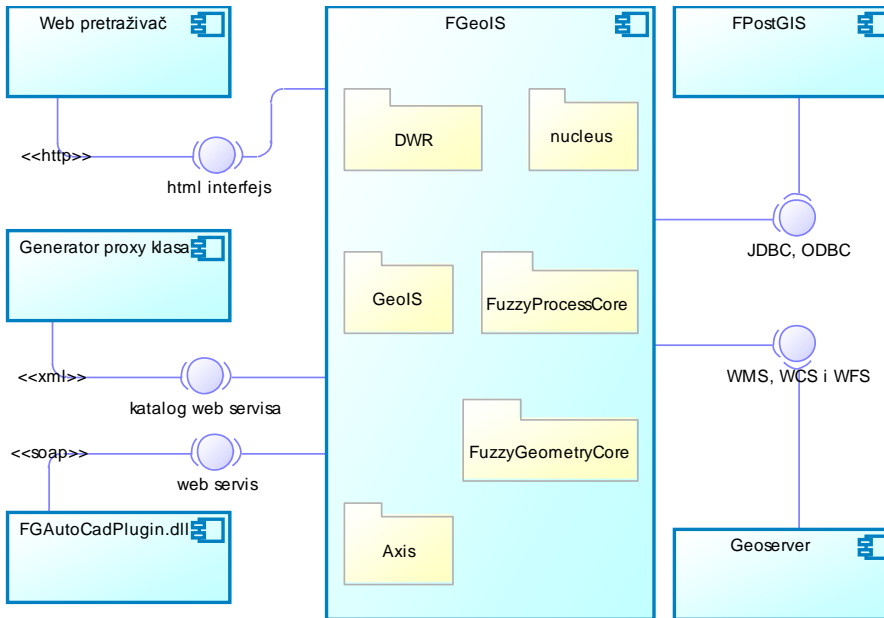 Web pretraživač
FGeoIS
FPostGIS
DWR
nucleus
<<http>>
html interfejs
Generator proxy klasa
JDBC, ODBC
GeoIS
FuzzyProcessCore
<<xml>>
katalog web servisa
WMS, WCS i WFS
<<soap>>
web servis
FuzzyGeometryCore
FGAutoCadPlugin.dll
Axis
Geoserver